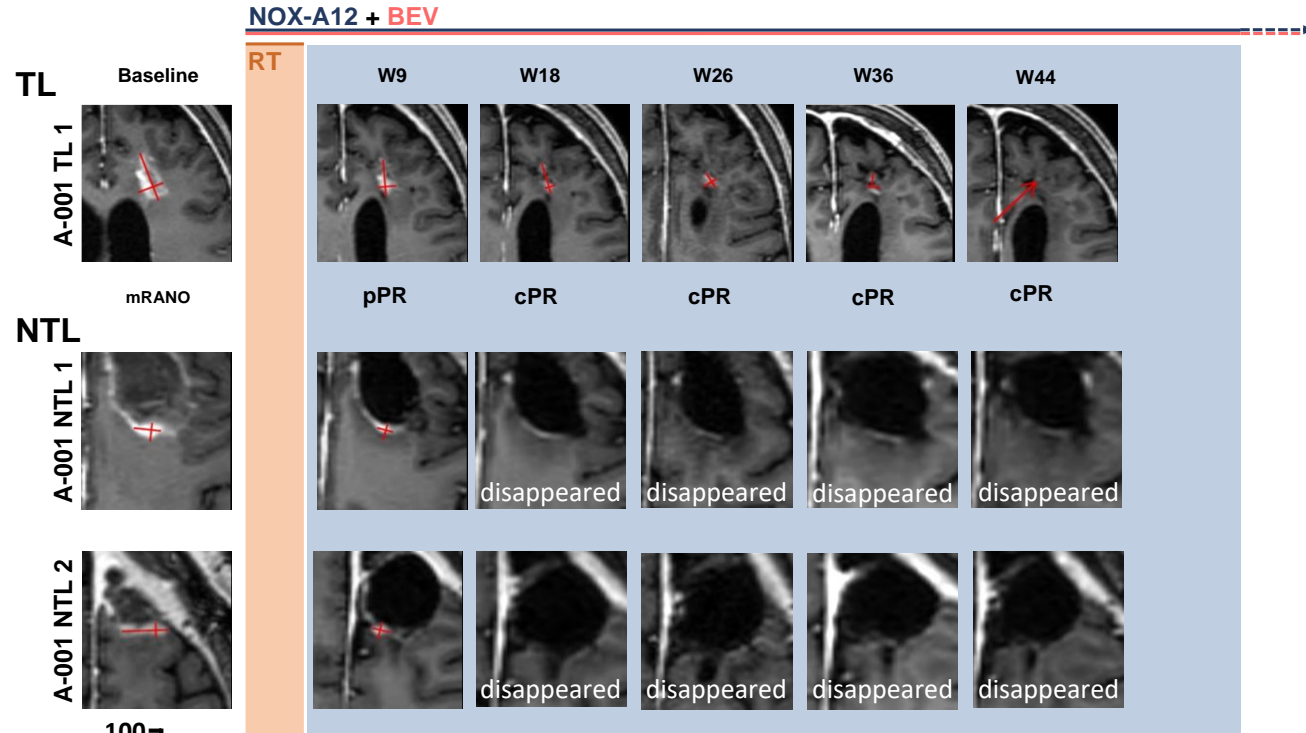 NOX-A12 + BEV
RT
TL
Baseline
W9
W18
W26
W36
W44
A-001 TL 1
mRANO
pPR
cPR
cPR
cPR
cPR
NTL
A-001 NTL 1
disappeared
disappeared
disappeared
disappeared
A-001 NTL 2
disappeared
disappeared
disappeared
disappeared
100